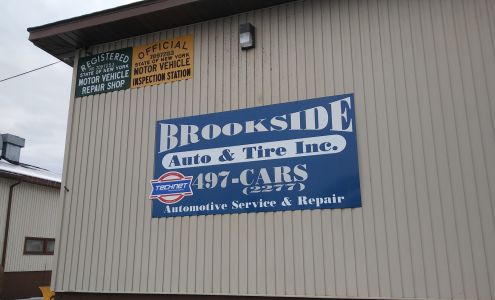 REGISTERED
STATE OF NEW YORK
MOTOR VEHICLE
REPAIR SHOP
OFFICIAL
7097253
STATE OF NEW YORK
MOTOR VEHICLE
INSPECTION STATION
BROOKSIDE
Auto & Tire Inc.
TECHNET
497-CARS
(2277)
Automotive Service & Repair